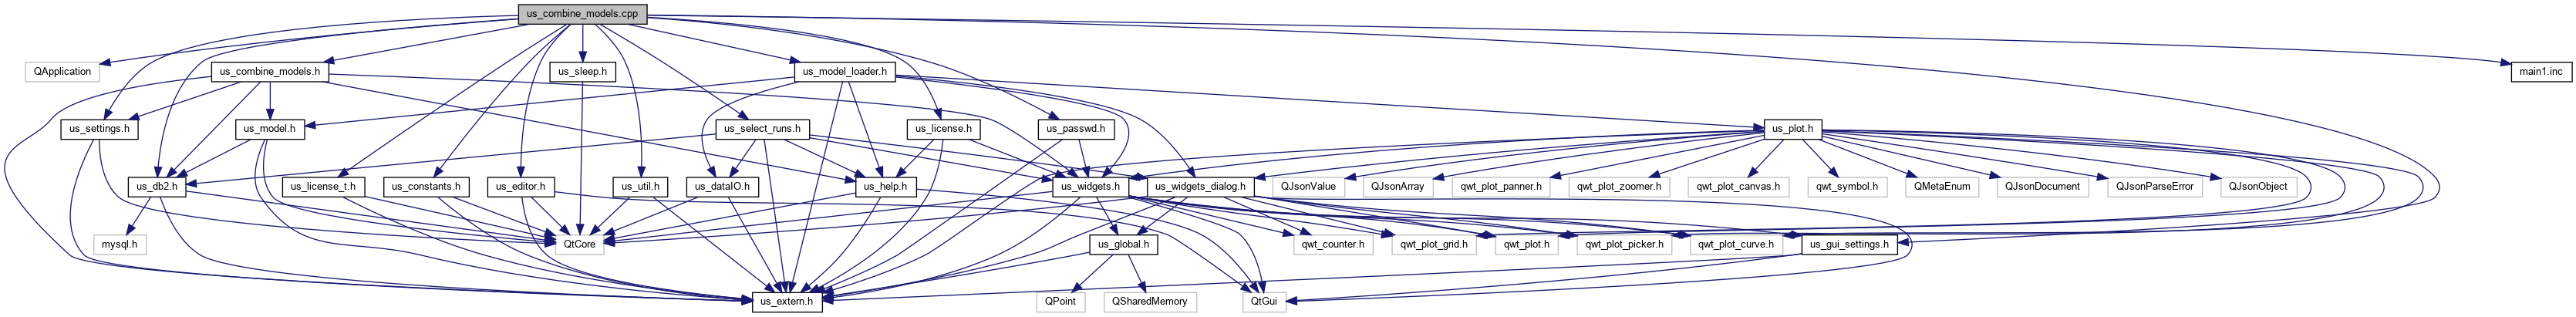 us_combine_models.cpp
QApplication
us_combine_models.h
us_sleep.h
us_model_loader.h
main1.inc
us_settings.h
us_model.h
us_select_runs.h
us_license.h
us_passwd.h
us_plot.h
us_db2.h
us_license_t.h
us_constants.h
us_editor.h
us_util.h
us_dataIO.h
us_help.h
us_widgets.h
us_widgets_dialog.h
QJsonValue
QJsonArray
qwt_plot_panner.h
qwt_plot_zoomer.h
qwt_plot_canvas.h
qwt_symbol.h
QMetaEnum
QJsonDocument
QJsonParseError
QJsonObject
mysql.h
QtCore
us_global.h
qwt_counter.h
qwt_plot_grid.h
qwt_plot.h
qwt_plot_picker.h
qwt_plot_curve.h
us_gui_settings.h
us_extern.h
QPoint
QSharedMemory
QtGui